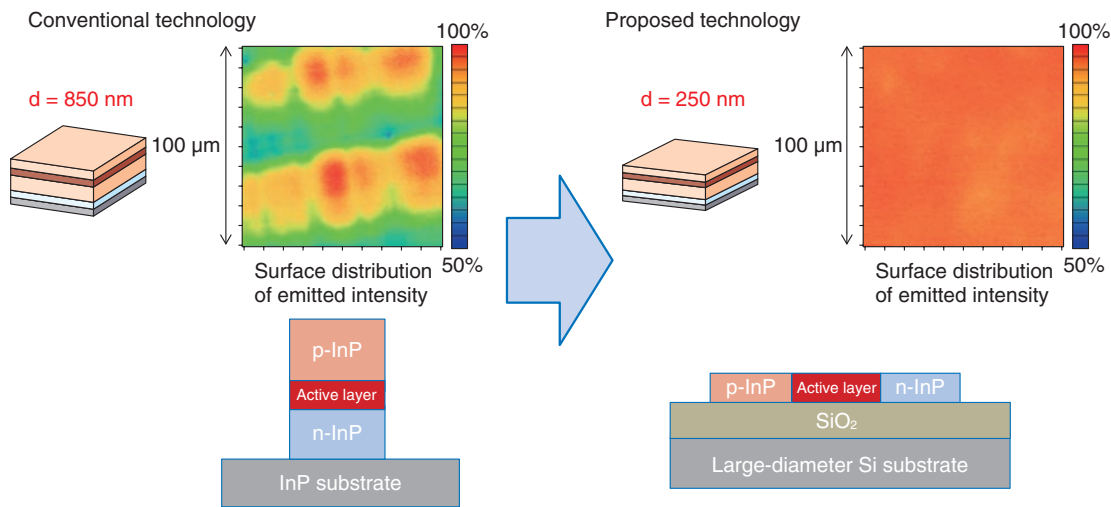 Conventional technology
100%
d = 850 nm
100 μm
50%
Surface distribution
of emitted intensity
p-InP
Active layer
n-InP
InP substrate
Proposed technology
100%
d = 250 nm
100 μm
50%
Surface distribution
of emitted intensity
p-InP
Active layer
n-InP
SiO₂
Large-diameter Si substrate